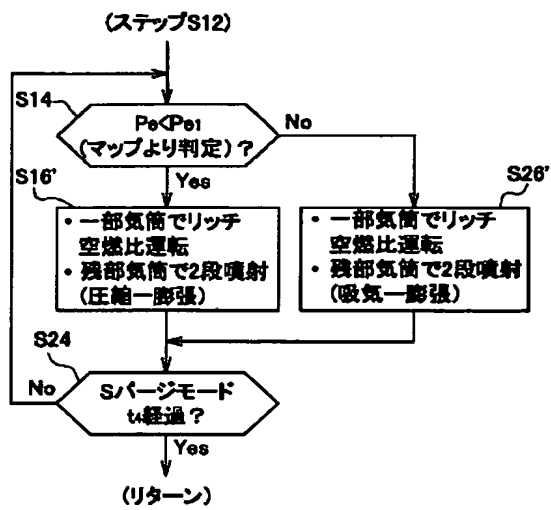 (ステップS12)
S14
Pe<Pe1
(マップより判定)?
No
Yes
S16'
・一部気筒でリッチ
空燃比運転
・残部気筒で2段噴射
(圧縮ー膨張)
S26'
・一部気筒でリッチ
空燃比運転
・残部気筒で2段噴射
(吸気ー膨張)
S24
No
Sパージモード
t4経過?
Yes
(リターン)